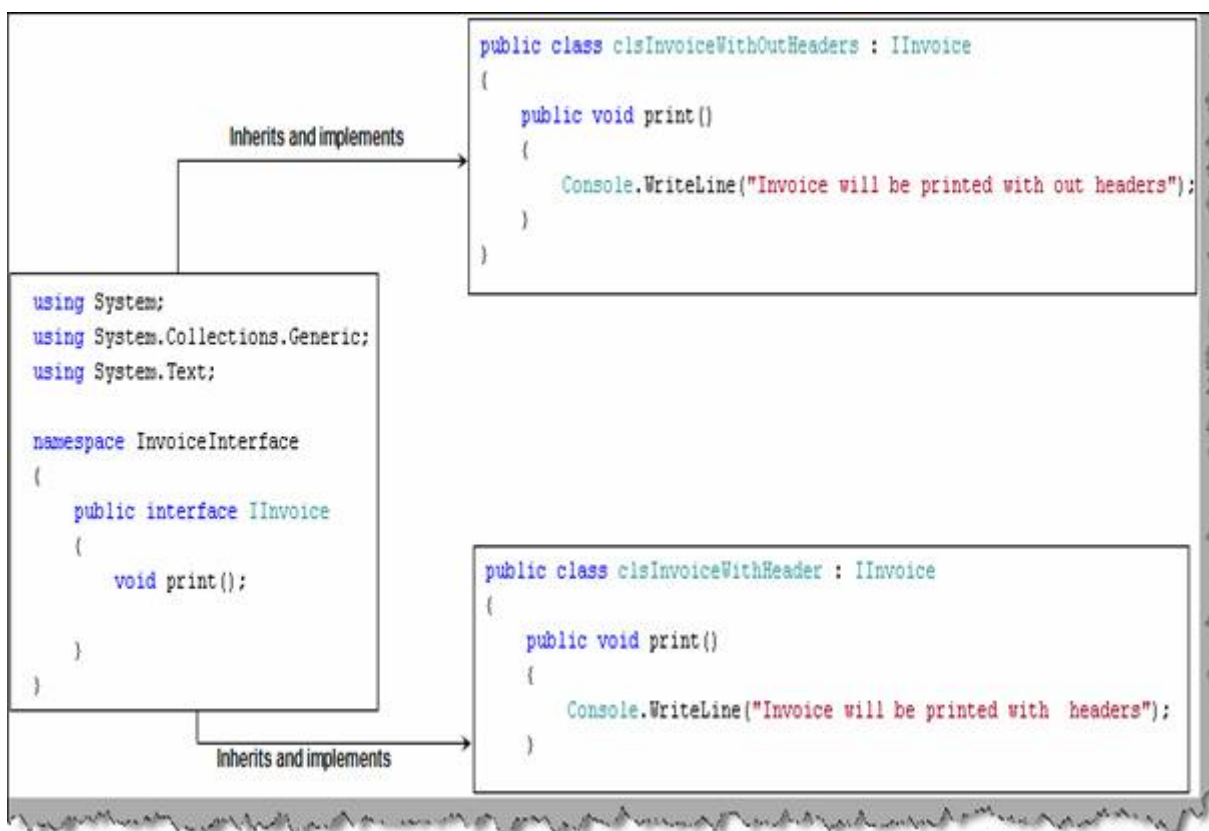 public class clsInvoiceWithOutHeaders : IInvoice
{
public void print()
{
Console.WriteLine("Invoice will be printed with out headers");
}
}
Inherits and implements
using System;
using System.Collections.Generic;
using System.Text;
namespace InvoiceInterface
{
public interface IInvoice
{
void print();
}
}
public class clsInvoiceWithHeader : IInvoice
{
public void print()
{
Console.WriteLine("Invoice will be printed with  headers");
}
Inherits and implements